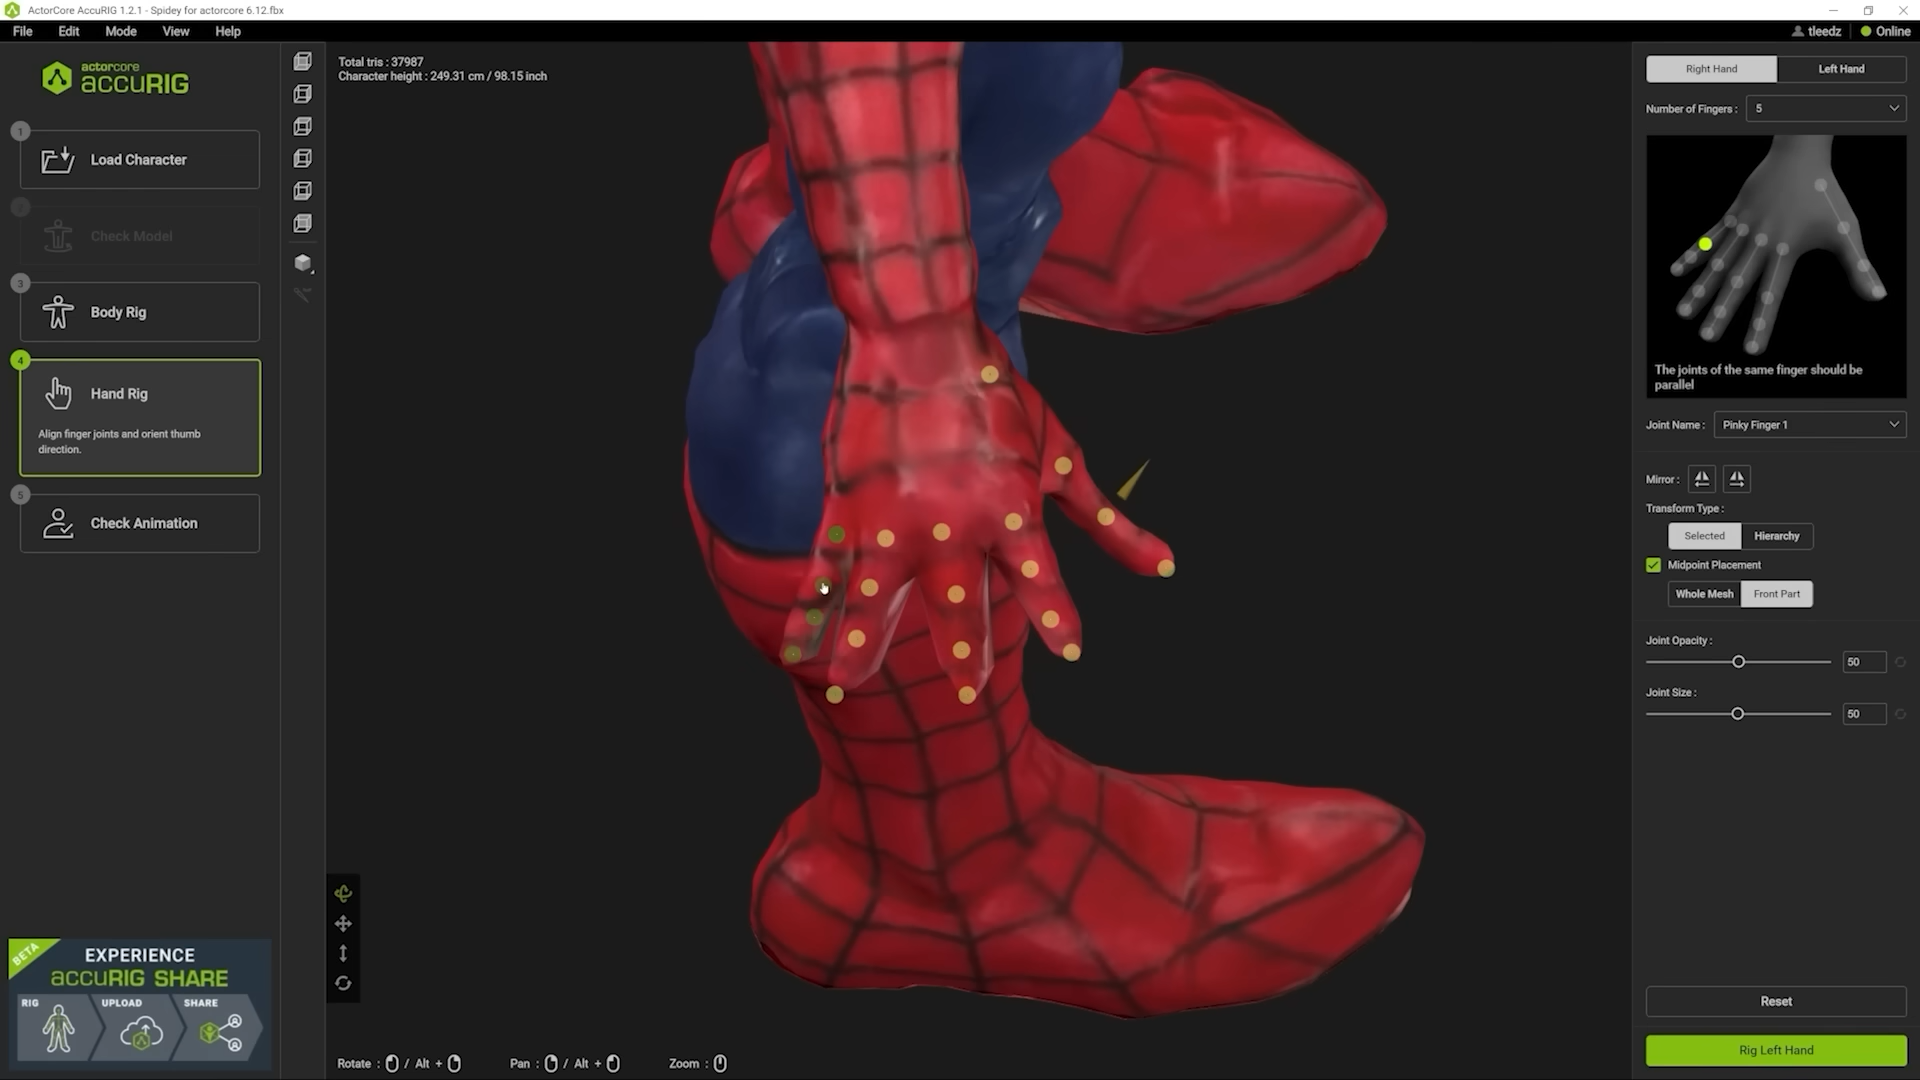 ActorCore AccuRIG 1.2.1 - Spidey for actorcore 6.12.fbx
File Edit Mode View Help
tleedz Online
actorcore
accuRIG
1
Load Character
Check Model
3
Body Rig
4
Hand Rig
Align finger joints and orient thumb
direction.
5
Check Animation
BETA
EXPERIENCE
accuRIG SHARE
RIG UPLOAD SHARE
Total tris : 37987
Character height : 249.31 cm / 98.15 inch
Rotate : / Alt + Pan : / Alt + Zoom :
Right Hand Left Hand
Number of Fingers : 5
The joints of the same finger should be
parallel
Joint Name : Pinky Finger 1
Mirror :
Transform Type :
Selected Hierarchy
Midpoint Placement
Whole Mesh Front Part
Joint Opacity :
50
Joint Size :
50
Reset
Rig Left Hand